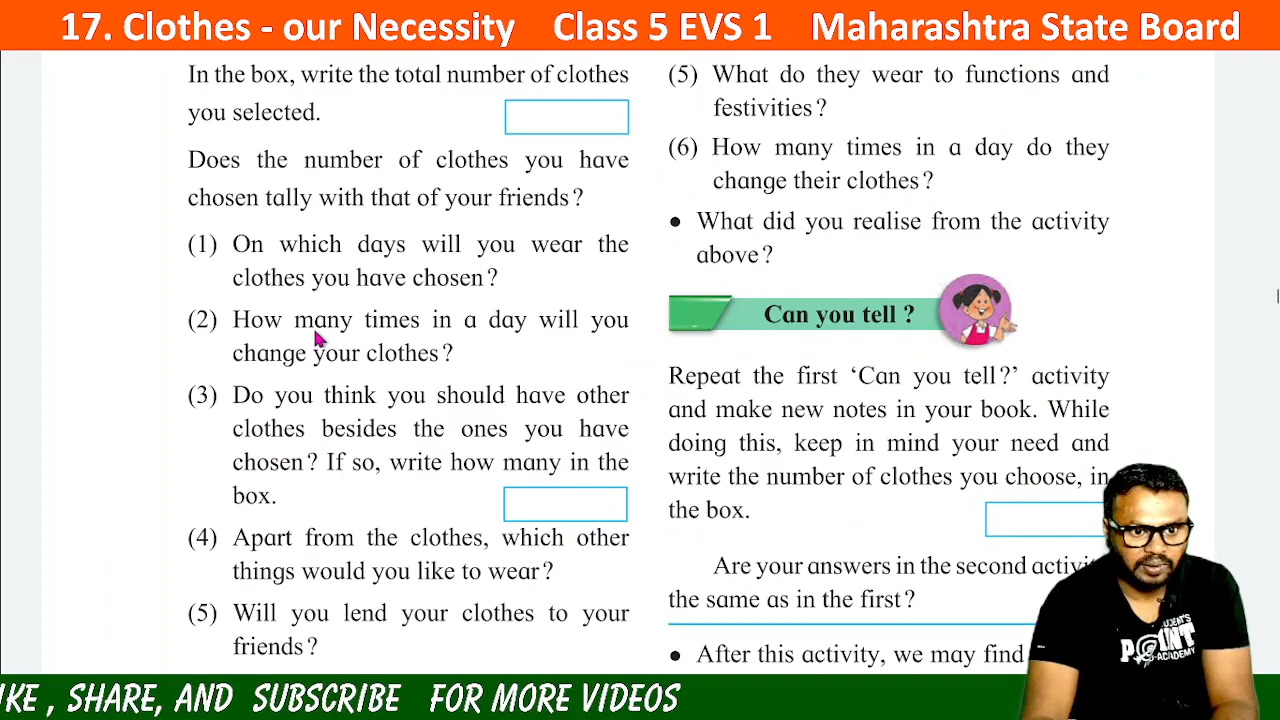 17. Clothes - our Necessity Class 5 EVS 1 Maharashtra State Board
In the box, write the total number of clothes
you selected.
Does the number of clothes you have
chosen tally with that of your friends?
(1) On which days will you wear the
clothes you have chosen?
(2) How many times in a day will you
change your clothes?
(3) Do you think you should have other
clothes besides the ones you have
chosen? If so, write how many in the
box.
(4) Apart from the clothes, which other
things would you like to wear?
(5) Will you lend your clothes to your
friends?
(5) What do they wear to functions and
festivities?
(6) How many times in a day do they
change their clothes?
• What did you realise from the activity
above?
Can you tell ?
Repeat the first ‘Can you tell?’ activity
and make new notes in your book. While
doing this, keep in mind your need and
write the number of clothes you choose, in
the box.
Are your answers in the second activi
the same as in the first?
• After this activity, we may find
POINT
ACADEMY
IKE , SHARE, AND SUBSCRIBE FOR MORE VIDEOS